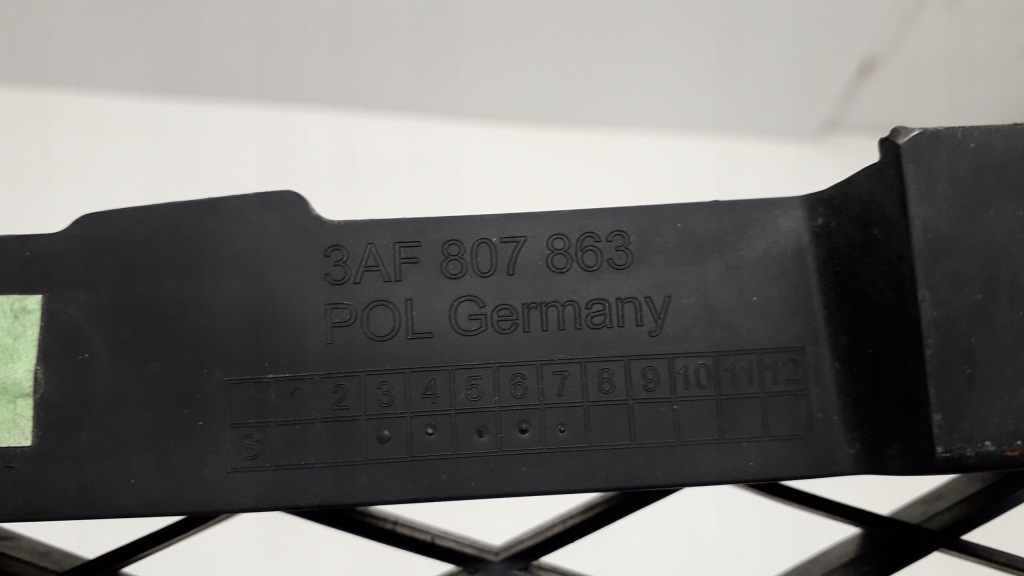 3AF 807 863
POL Germany
1 2 3 4 5 6 7 8 9 10 11 12
S